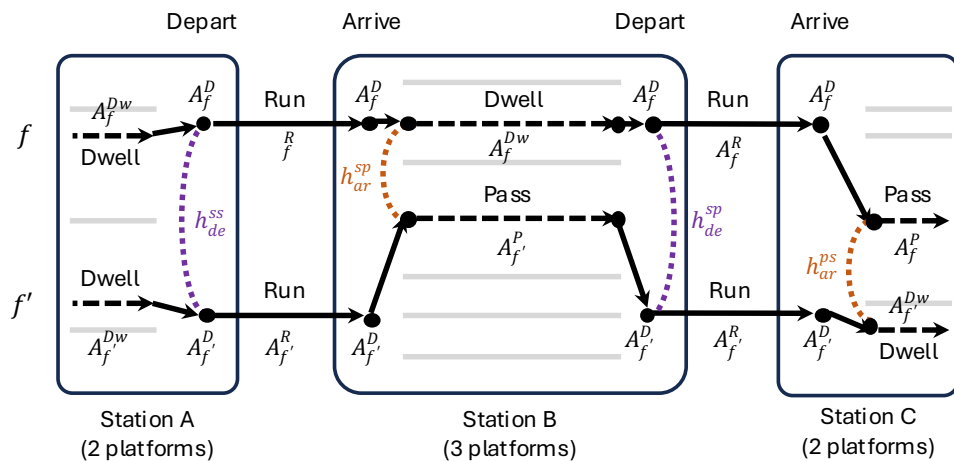 Depart Arrive Depart Arrive
A_f^{Dw} A_f^D Run A_f^D Dwell A_f^D Run A_f^D
f Dwell f^R A_f^{Dw} A_f^R
h_{de}^{ss} h_{ar}^{sp} Pass h_{de}^{sp} Pass
A_{f'}^P h_{ar}^{ps} A_f^P
Dwell Run Run A_{f'}^{Dw}
f'
A_{f'}^{Dw} A_{f'}^D A_{f'}^R A_{f'}^D A_{f'}^D A_{f'}^R A_{f'}^D Dwell
Station A Station B Station C
(2 platforms) (3 platforms) (2 platforms)